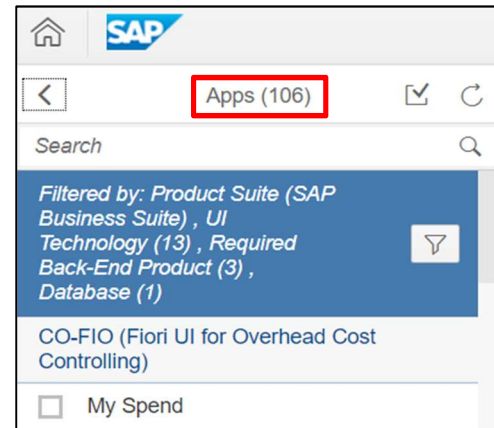 SAP
Apps (106)
Search
Filtered by: Product Suite (SAP
Business Suite) , UI
Technology (13) , Required
Back-End Product (3) ,
Database (1)
CO-FIO (Fiori UI for Overhead Cost
Controlling)
My Spend